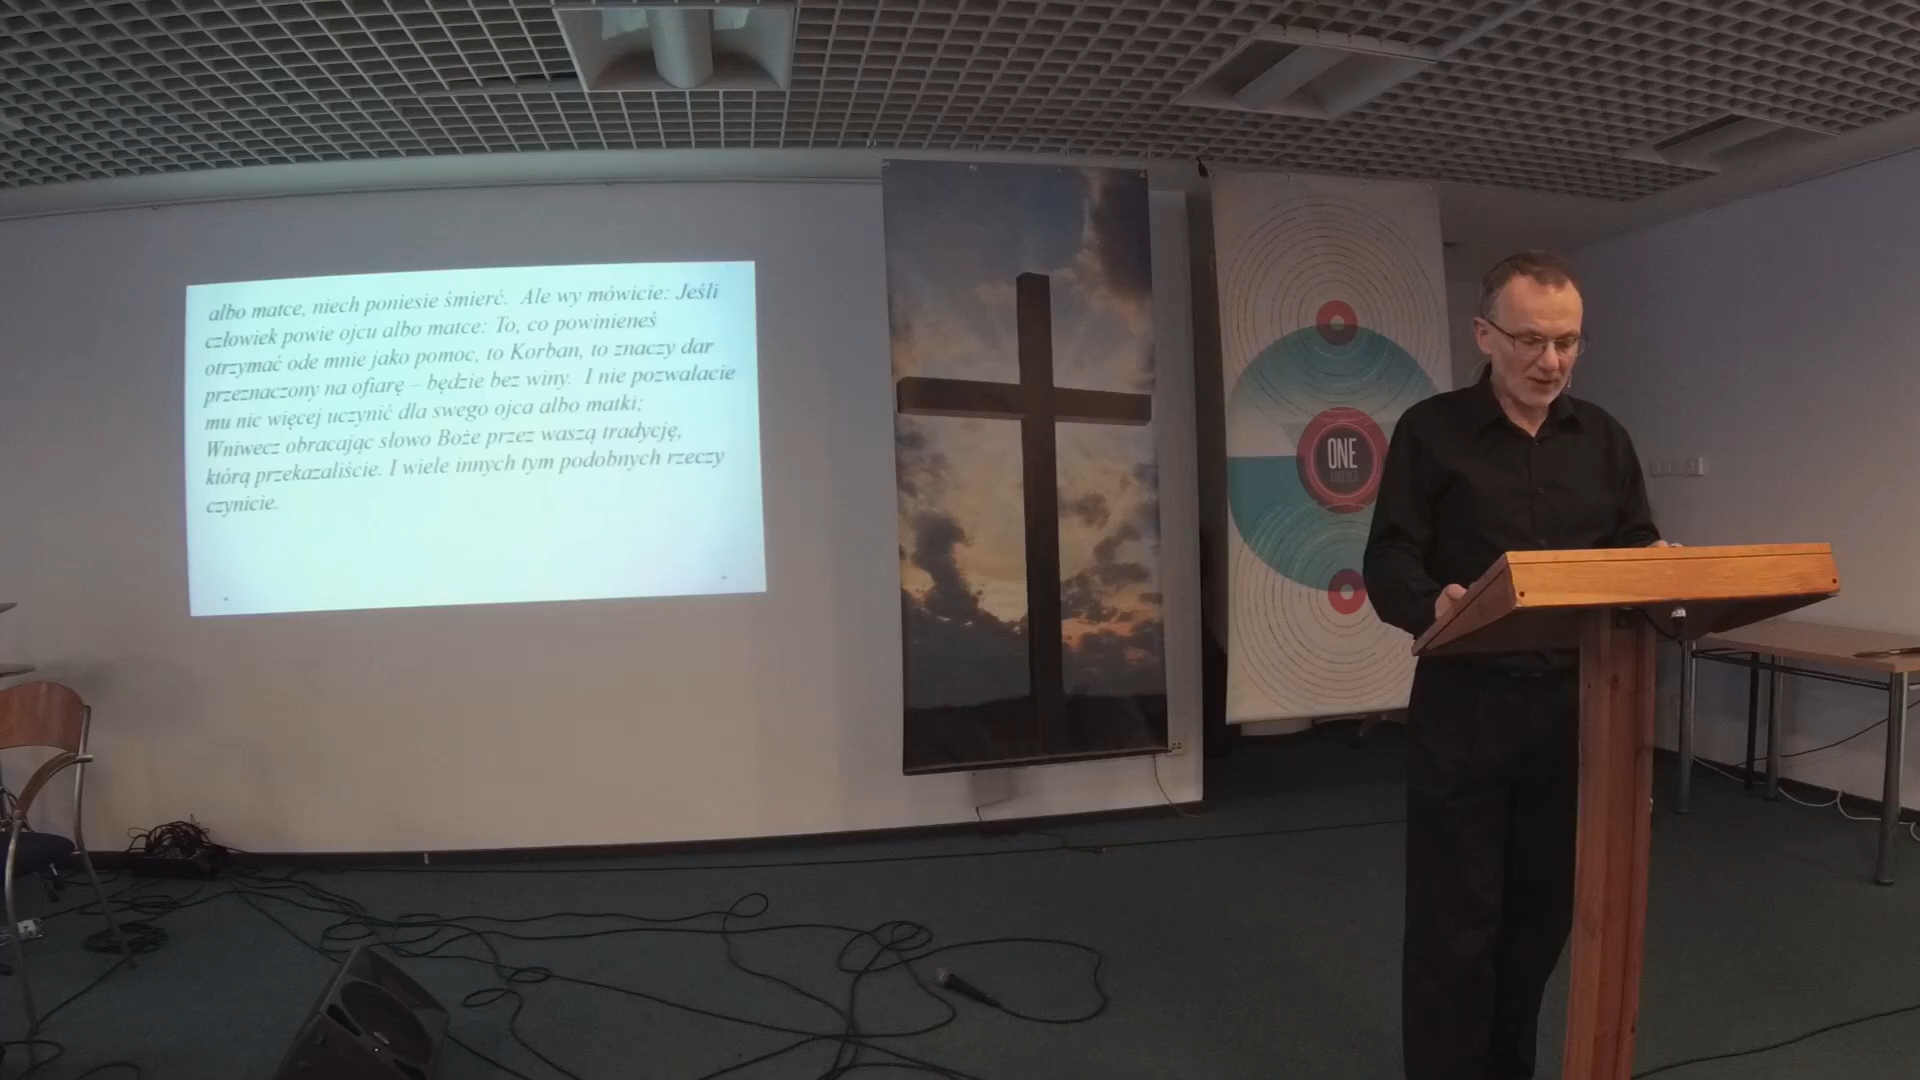 albo matce, niech poniesie śmierć.  Ale wy mówicie: Jeśli
człowiek powie ojcu albo matce: To, co powinieneś
otrzymać ode mnie jako pomoc, to Korban, to znaczy dar
przeznaczony na ofiarę – będzie bez winy.  I nie pozwalacie
mu nic więcej uczynić dla swego ojca albo matki;
Wniwecz obracając słowo Boże przez waszą tradycję,
którą przekazaliście. I wiele innych tym podobnych rzeczy
czynicie.
ONE